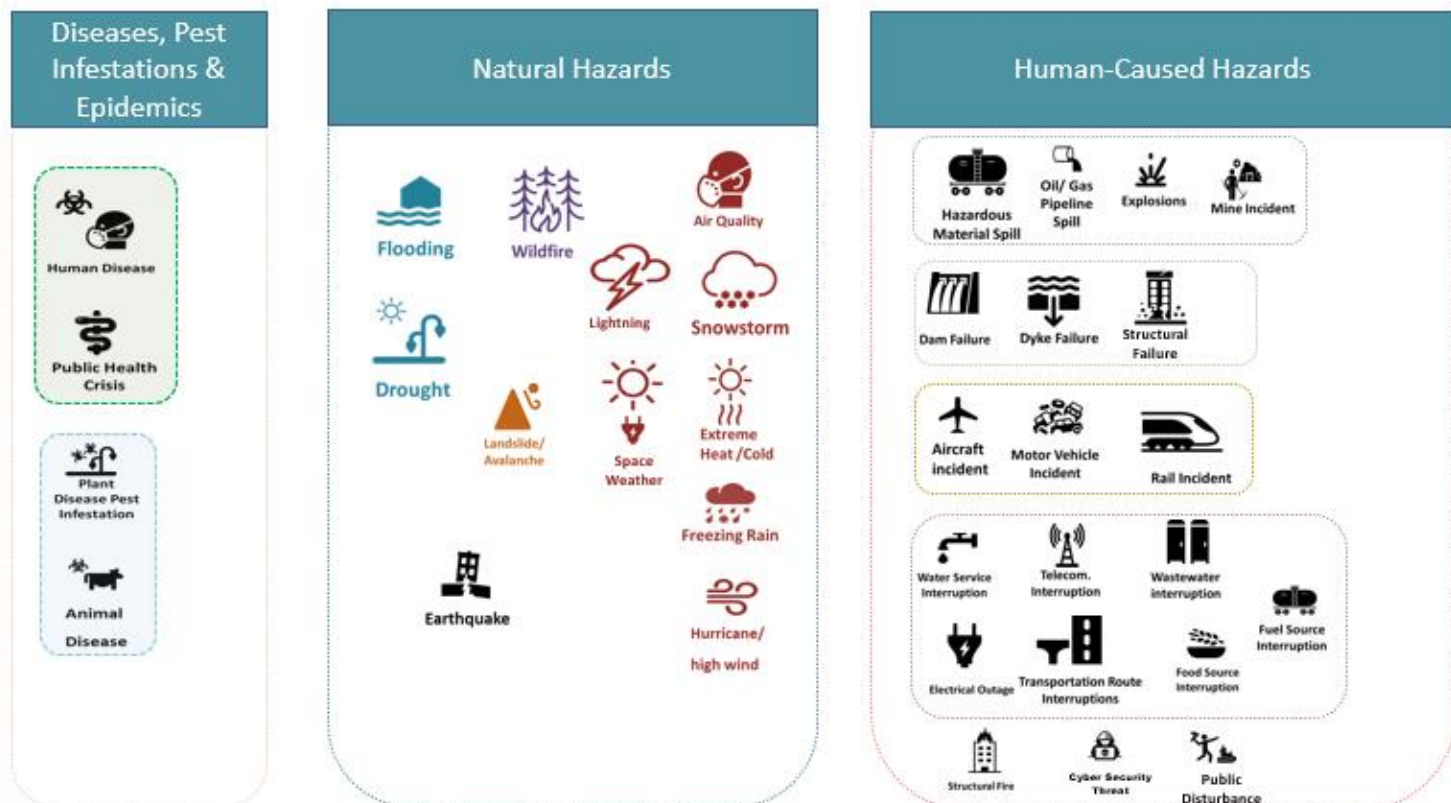 Diseases, Pest
Infestations &
Epidemics
Human Disease
Public Health
Crisis
Plant
Disease Pest
Infestation
Animal
Disease
Natural Hazards
Flooding
Wildfire
Air Quality
Lightning
Snowstorm
Drought
Landslide/
Avalanche
Space
Weather
Extreme
Heat /Cold
Freezing Rain
Earthquake
Hurricane/
high wind
Human-Caused Hazards
Hazardous
Material Spill
Oil/ Gas
Pipeline
Spill
Explosions
Mine Incident
Dam Failure
Dyke Failure
Structural
Failure
Aircraft
incident
Motor Vehicle
Incident
Rail Incident
Water Service
Interruption
Telecom.
Interruption
Wastewater
interruption
Fuel Source
Interruption
Electrical Outage
Transportation Route
Interruptions
Food Source
Interruption
Structural Fire
Cyber Security
Threat
Public
Disturbance